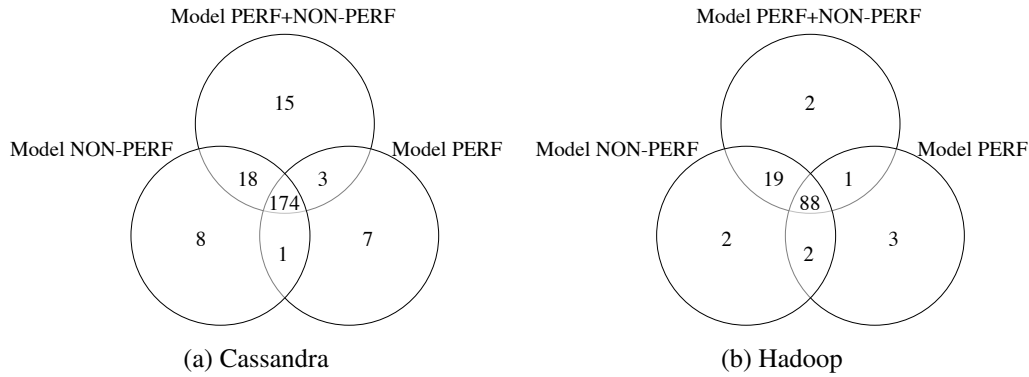 Model PERF+NON-PERF
15
Model NON-PERF
Model PERF
18
3
174
8
7
1
(a) Cassandra
Model PERF+NON-PERF
2
Model NON-PERF
Model PERF
19
1
88
2
3
2
(b) Hadoop